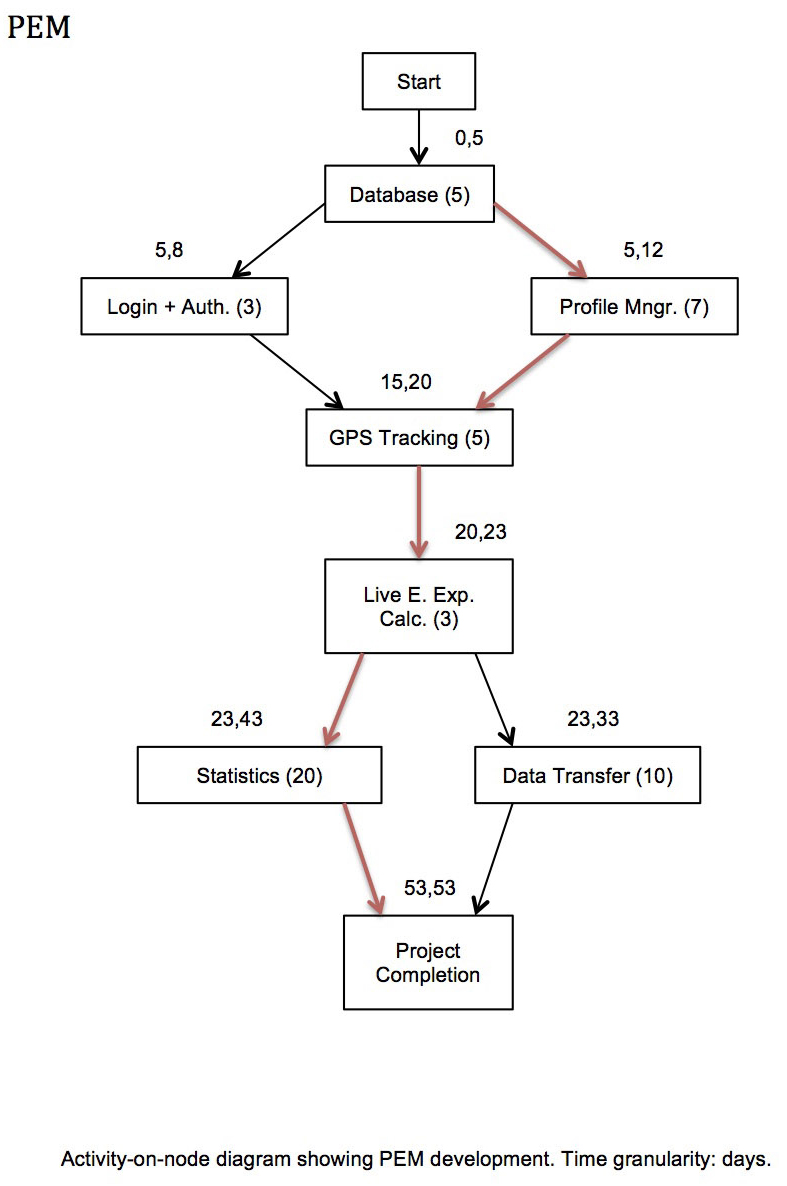 PEM
Start
0,5
Database (5)
5,8
5,12
Login + Auth. (3)
Profile Mngr. (7)
15,20
GPS Tracking (5)
20,23
Live E. Exp.
Calc. (3)
23,43
23,33
Statistics (20)
Data Transfer (10)
53,53
Project
Completion
Activity-on-node diagram showing PEM development. Time granularity: days.